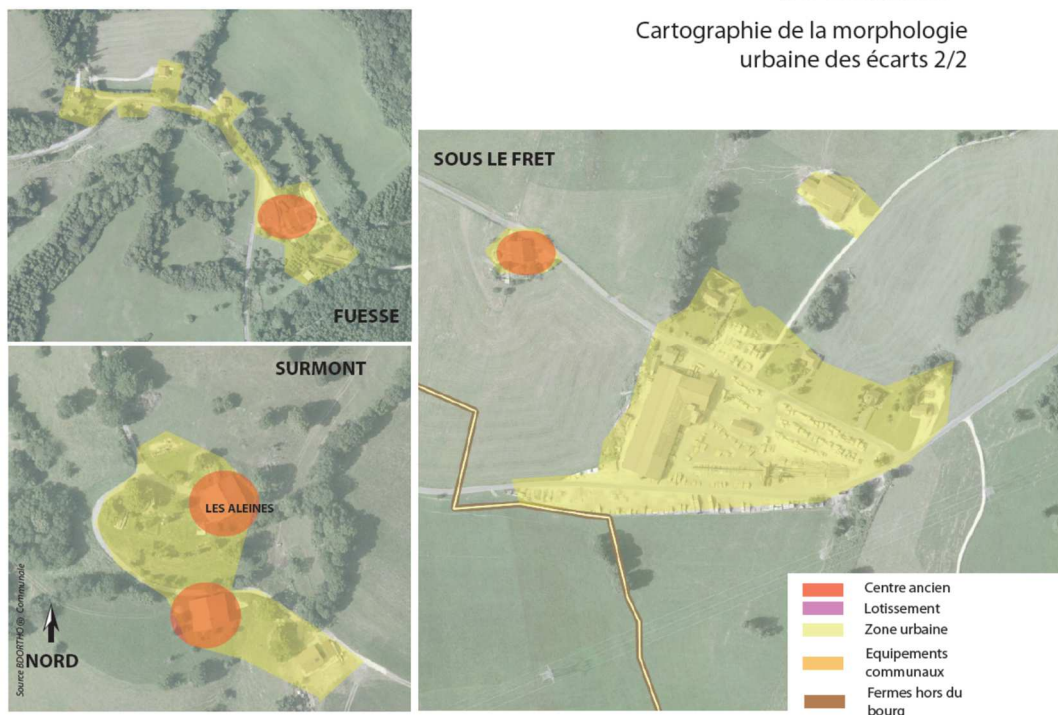 Cartographie de la morphologie
urbaine des écarts 2/2
FUESSE
SOUS LE FRET
SURMONT
LES ALEINES
NORD
Source BDORTHO ® Communale
Centre ancien
Lotissement
Zone urbaine
Equipements
communaux
Fermes hors du
bourg